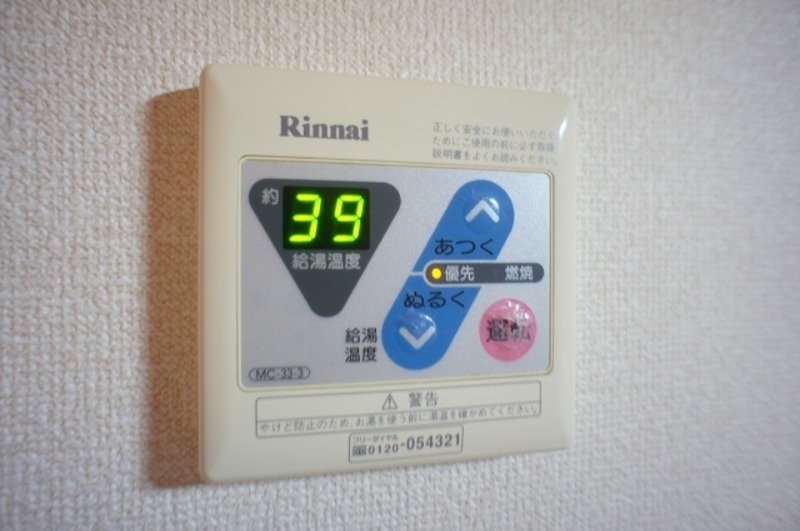 Rinnai
正しく安全にお使いいただく
ためにご使用の前に必ず取扱
説明書をよくお読みください。
約
39
給湯温度
あつく
優先 燃焼
ぬるく
給湯
温度
運転
MC-33-3
⚠ 警告
やけど防止のため、お湯を使う前に湯温を確かめてください。
フリーダイヤル
0120-054321